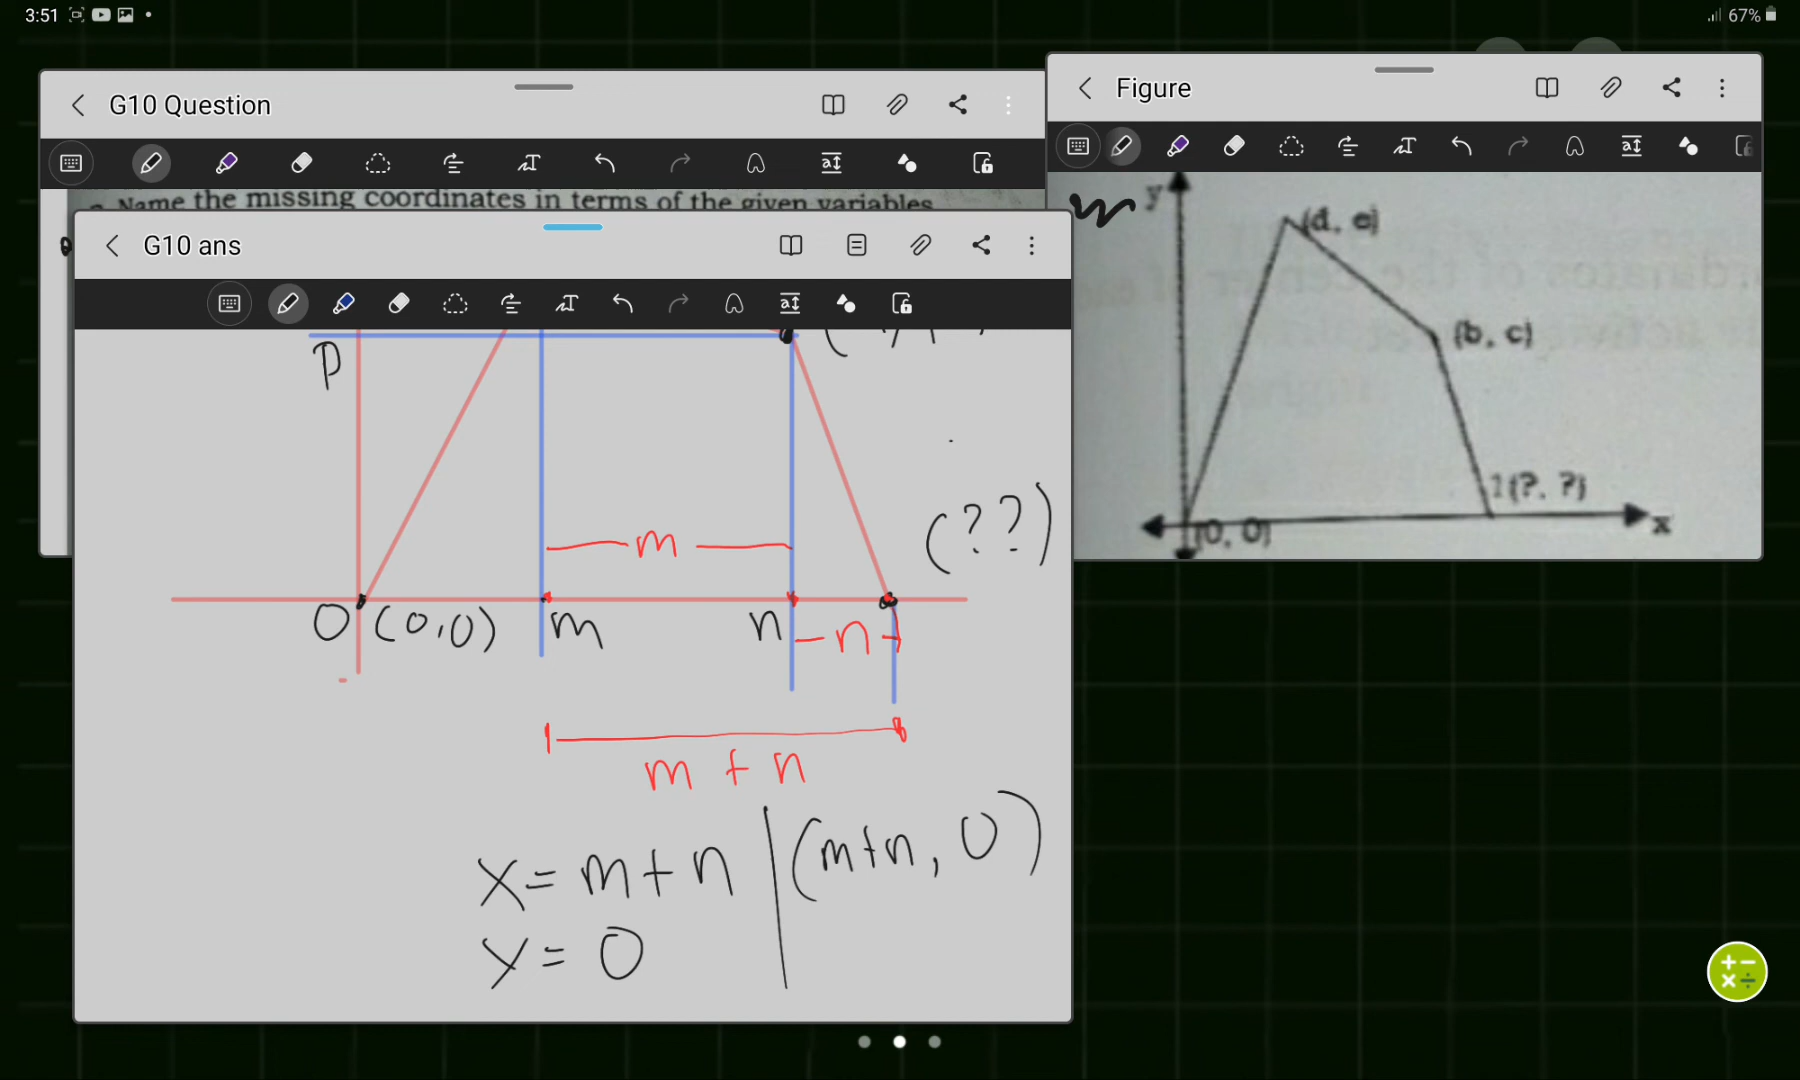 3:51
67%
G10 Question
Name the missing coordinates in terms of the given variables
G10 ans
P
(??)
m
O (0,0) m n
n
m + n
x = m + n (m+n, 0)
y = 0
Figure
y
(d, e)
(b, c)
(?, ?)
(0, 0)
x